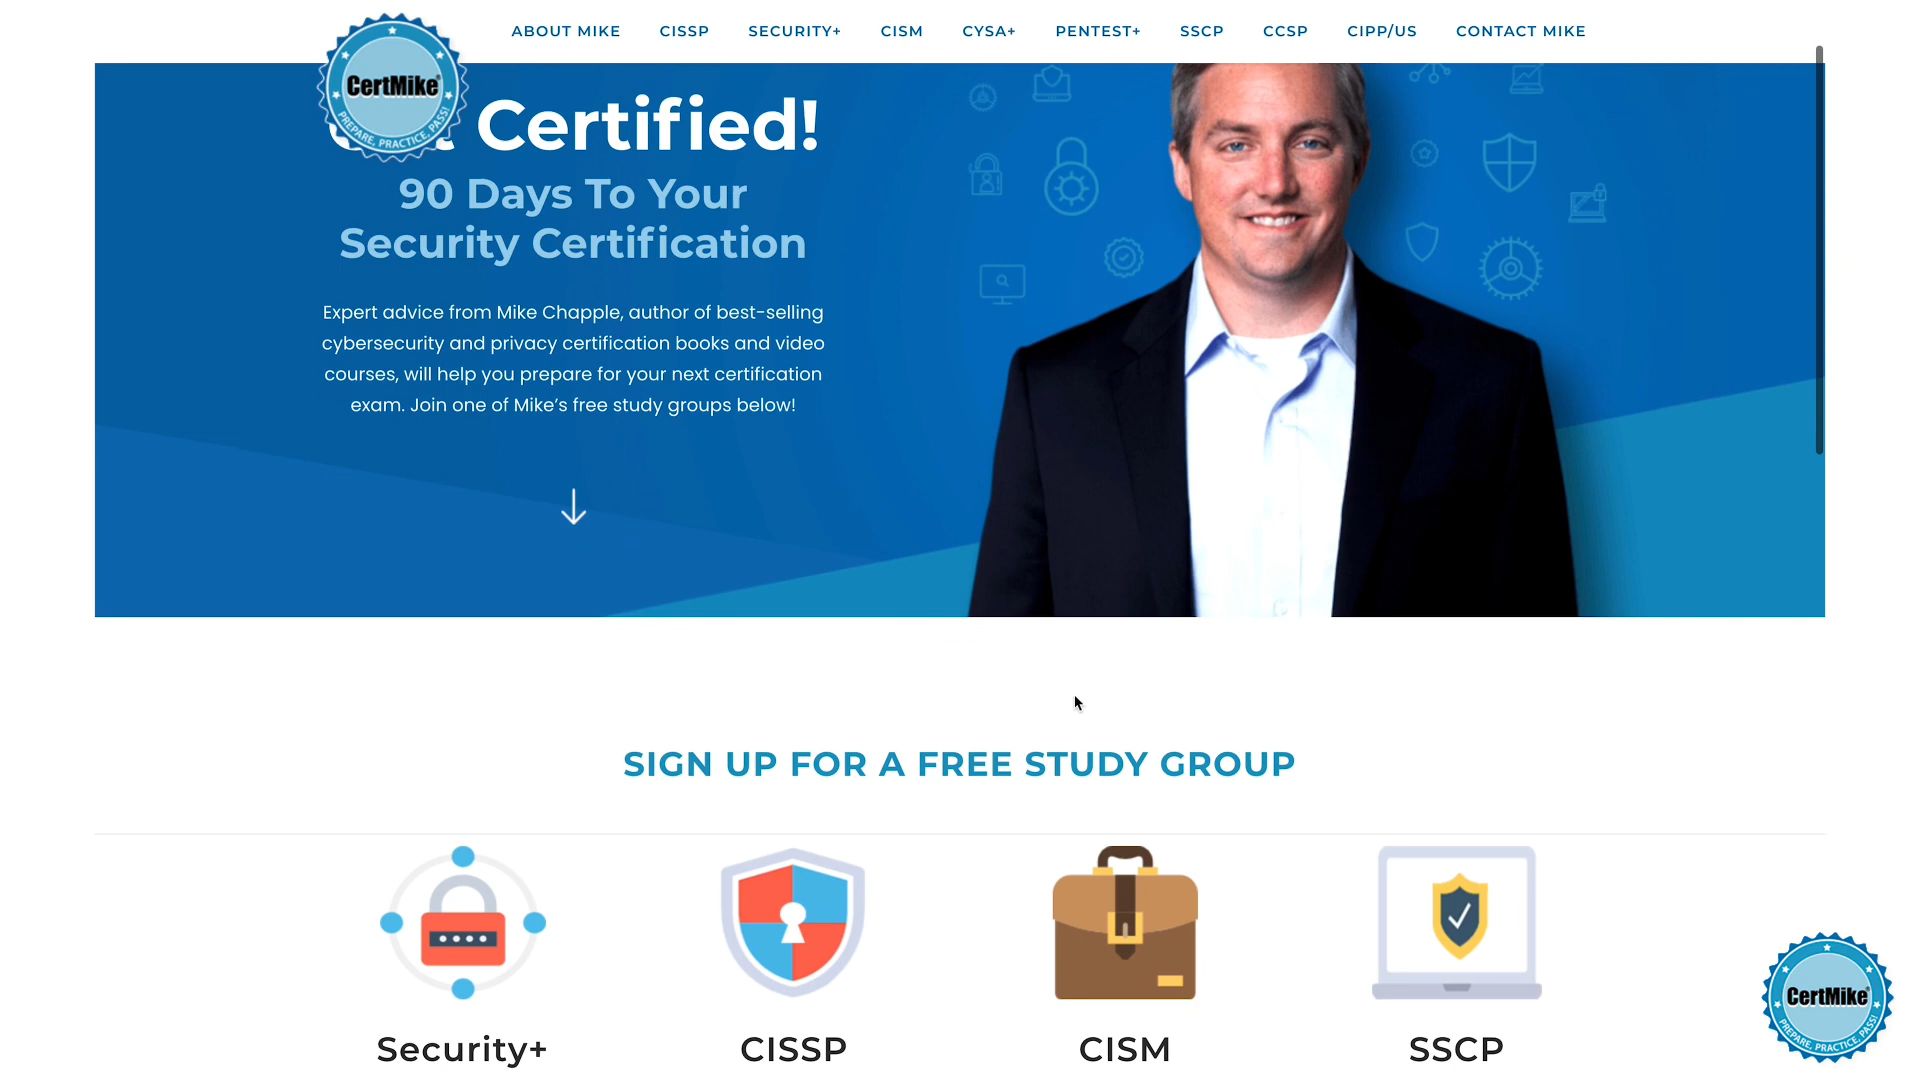 ABOUT MIKE CISSP SECURITY+ CISM CYSA+ PENTEST+ SSCP CCSP CIPP/US CONTACT MIKE
CertMike
PREPARE, PRACTICE, PASS!
Certified!
90 Days To Your
Security Certification
Expert advice from Mike Chapple, author of best-selling
cybersecurity and privacy certification books and video
courses, will help you prepare for your next certification
exam. Join one of Mike’s free study groups below!
SIGN UP FOR A FREE STUDY GROUP
Security+ CISSP CISM SSCP
CertMike
PREPARE, PRACTICE, PASS!